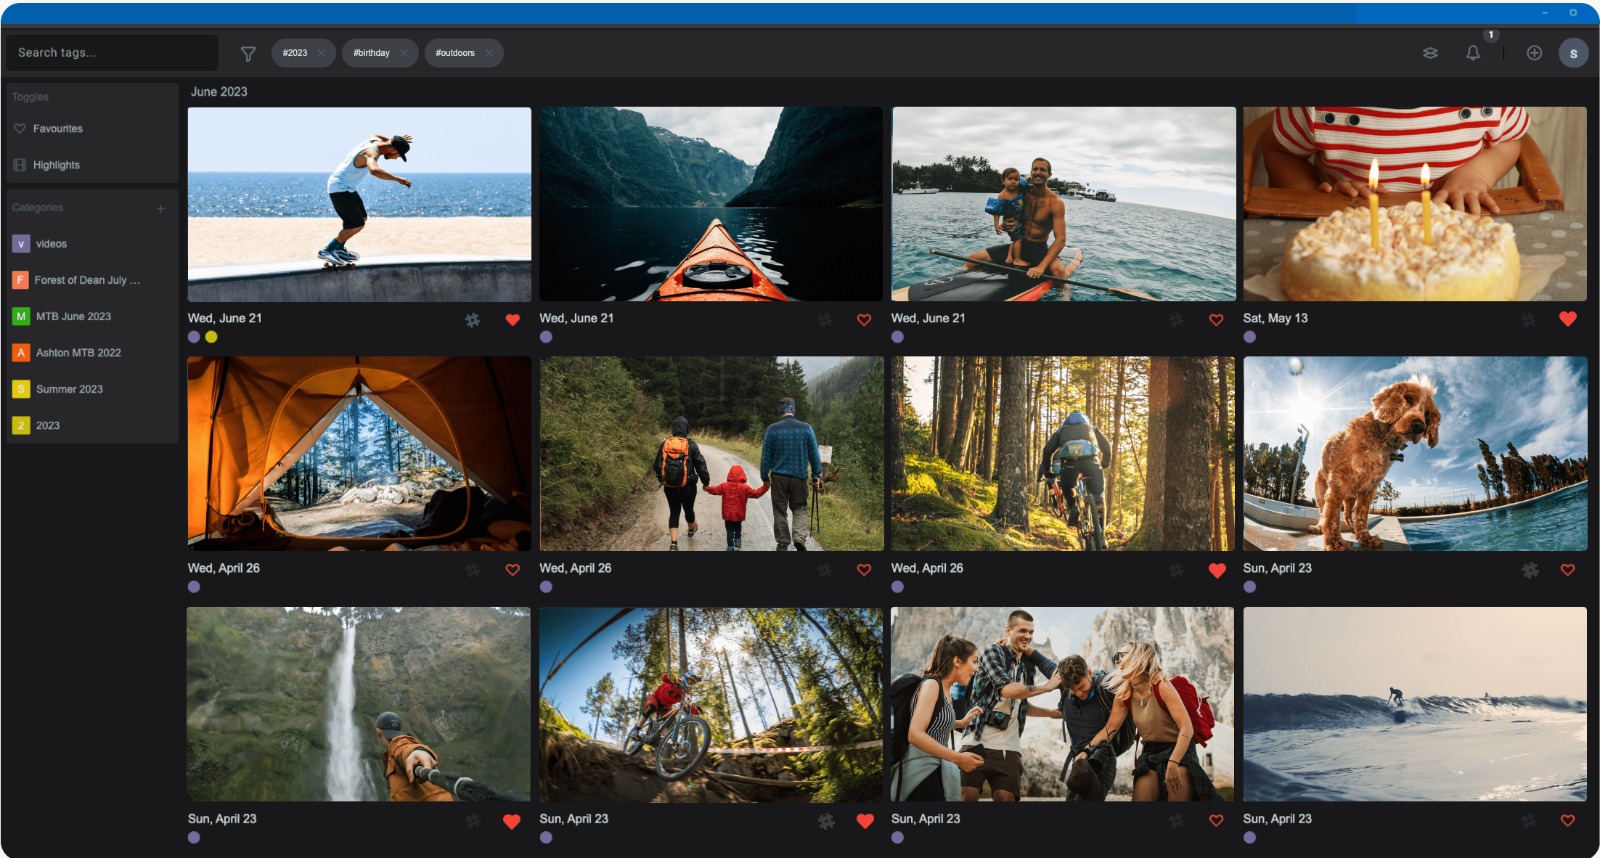 1
Search tags...
#2023
#birthday
#outdoors
S
Toggles
Favourites
Highlights
Categories
v videos
F Forest of Dean July ...
M MTB June 2023
A Ashton MTB 2022
S Summer 2023
2 2023
June 2023
Wed, June 21
Wed, June 21
Wed, June 21
Sat, May 13
Wed, April 26
Wed, April 26
Wed, April 26
Sun, April 23
Sun, April 23
Sun, April 23
Sun, April 23
Sun, April 23